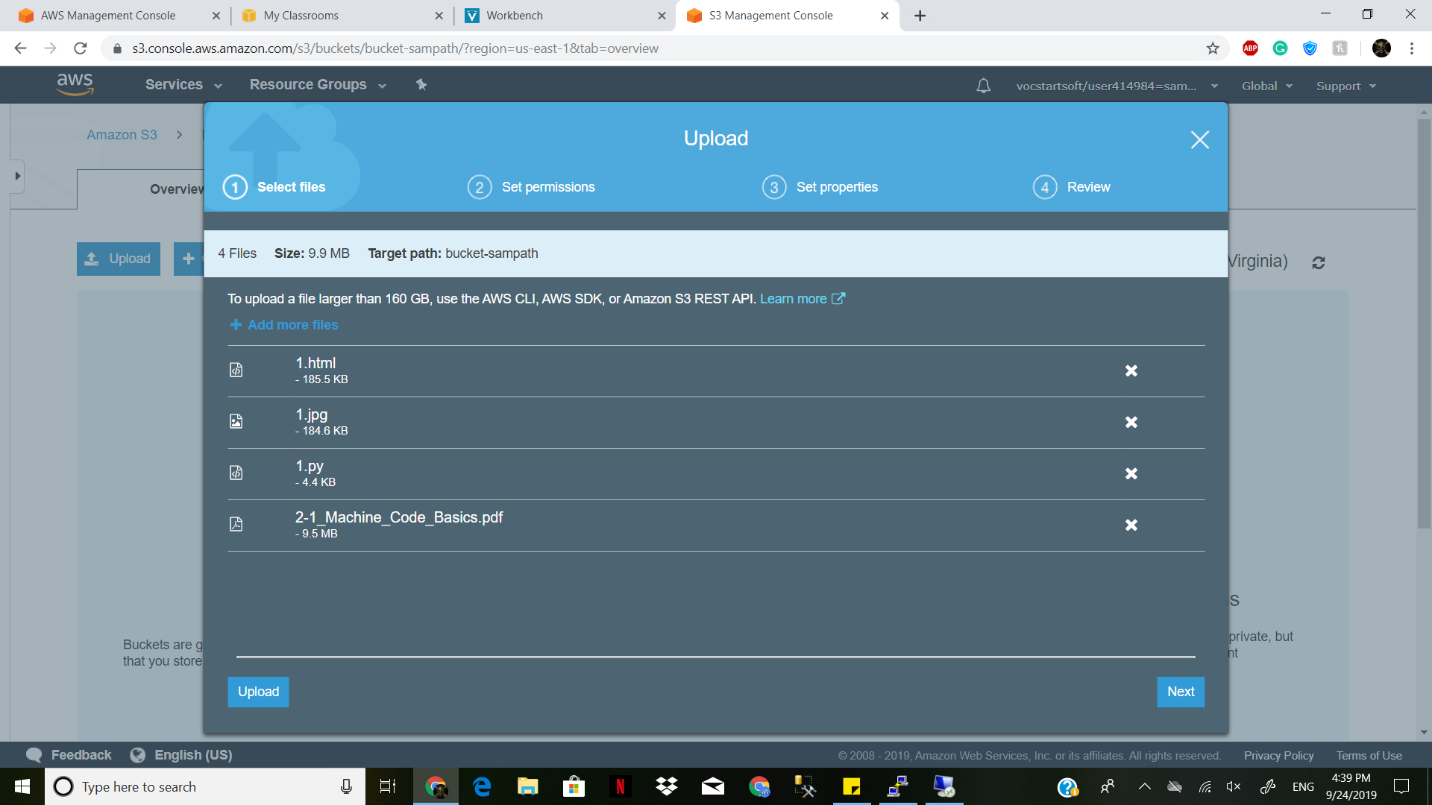 AWS Management Console
My Classrooms
Workbench
S3 Management Console
s3.console.aws.amazon.com/s3/buckets/bucket-sampath/?region=us-east-1&tab=overview
ABP
aws
Services
Resource Groups
vocstartsoft/user414984=sam...
Global
Support
Amazon S3
Upload
1 Select files
2 Set permissions
3 Set properties
4 Review
Overview
4 Files Size: 9.9 MB Target path: bucket-sampath
Upload
Virginia)
To upload a file larger than 160 GB, use the AWS CLI, AWS SDK, or Amazon S3 REST API. Learn more
Add more files
1.html
- 185.5 KB
1.jpg
- 184.6 KB
1.py
- 4.4 KB
2-1_Machine_Code_Basics.pdf
- 9.5 MB
s
Buckets are g
that you store
private, but
nt
Upload
Next
Feedback
English (US)
© 2008 - 2019, Amazon Web Services, Inc. or its affiliates. All rights reserved.
Privacy Policy
Terms of Use
Type here to search
ENG
4:39 PM
9/24/2019